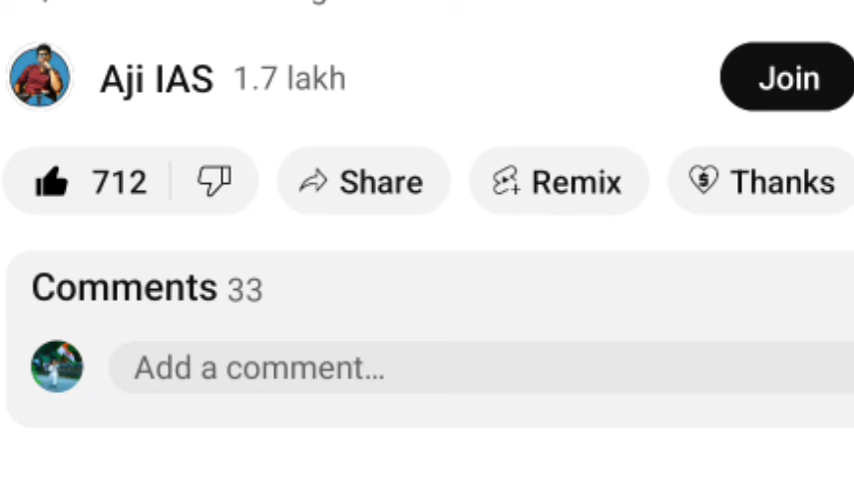 Aji IAS 1.7 lakh Join
712 Share Remix Thanks
Comments 33
Add a comment...